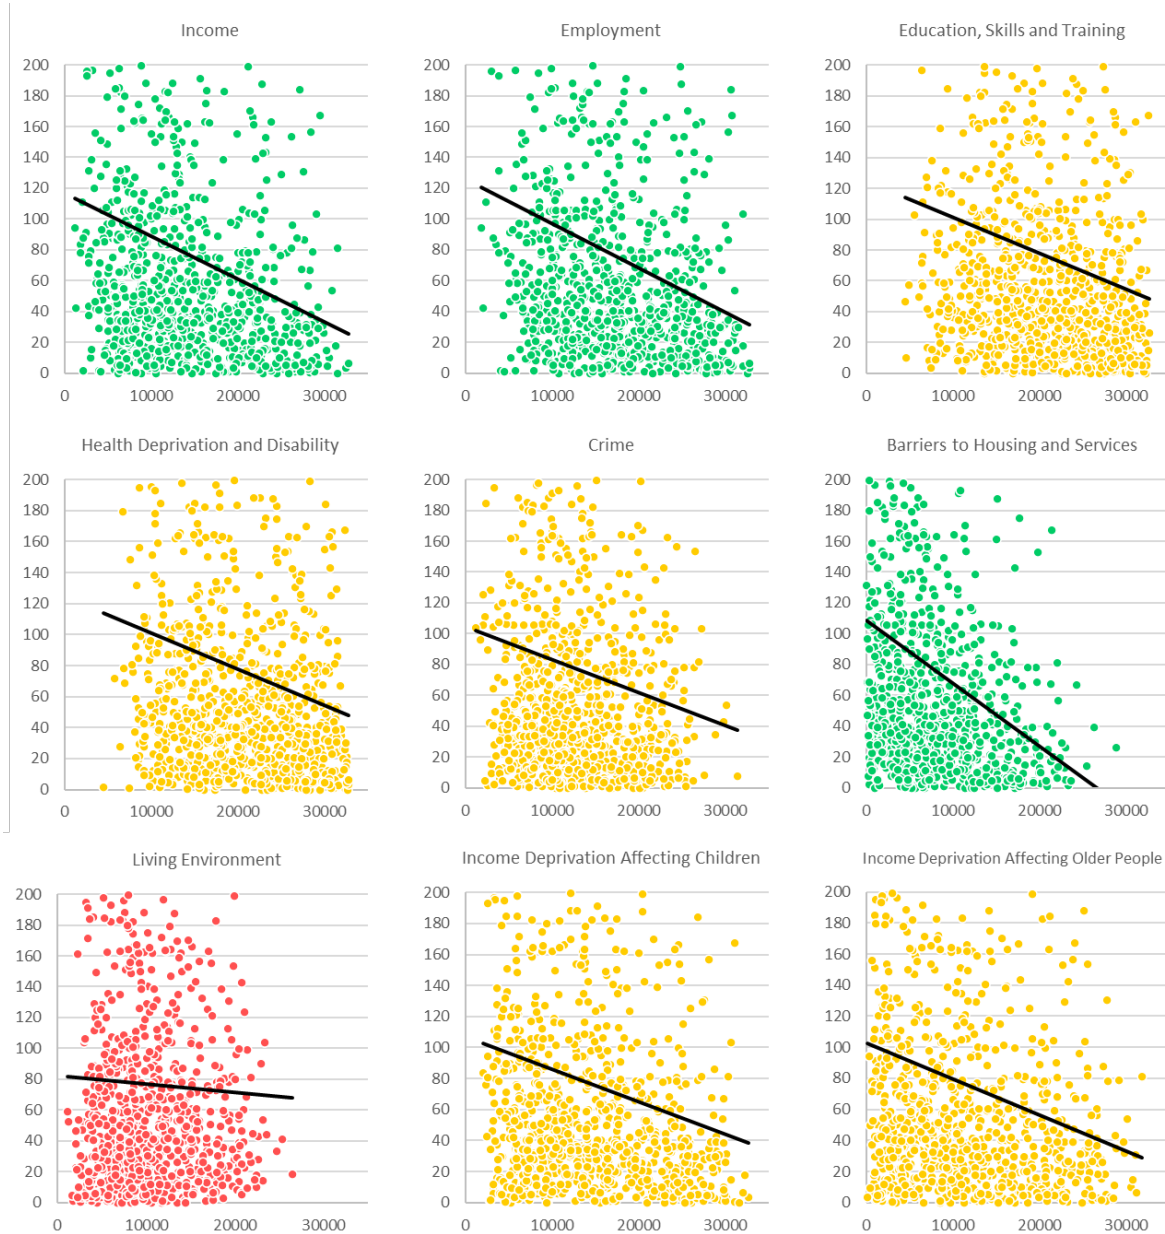 Income
Employment
Education, Skills and Training
200 180 160 140 120 100 80 60 40 20 0
0 10000 20000 30000
200 180 160 140 120 100 80 60 40 20 0
0 10000 20000 30000
200 180 160 140 120 100 80 60 40 20 0
0 10000 20000 30000
Health Deprivation and Disability
Crime
Barriers to Housing and Services
200 180 160 140 120 100 80 60 40 20 0
0 10000 20000 30000
200 180 160 140 120 100 80 60 40 20 0
0 10000 20000 30000
200 180 160 140 120 100 80 60 40 20 0
0 10000 20000 30000
Living Environment
Income Deprivation Affecting Children
Income Deprivation Affecting Older People
200 180 160 140 120 100 80 60 40 20 0
0 10000 20000 30000
200 180 160 140 120 100 80 60 40 20 0
0 10000 20000 30000
200 180 160 140 120 100 80 60 40 20 0
0 10000 20000 30000